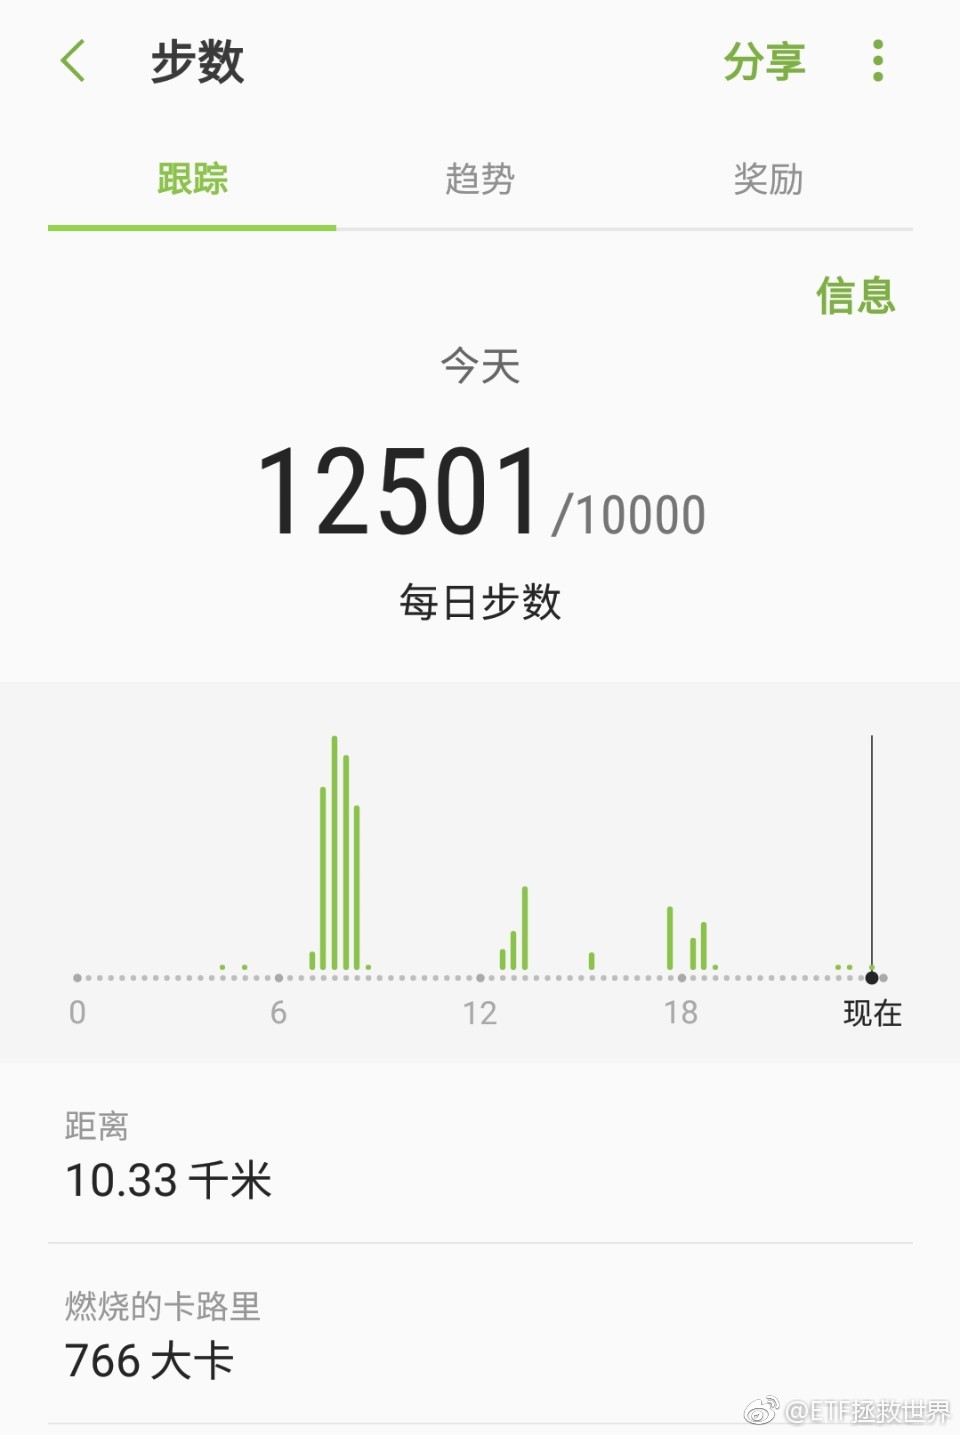 步数 分享
跟踪 趋势 奖励
信息
今天
12501/10000
每日步数
0 6 12 18 现在
距离
10.33 千米
燃烧的卡路里
766 大卡
@ETF拯救世界